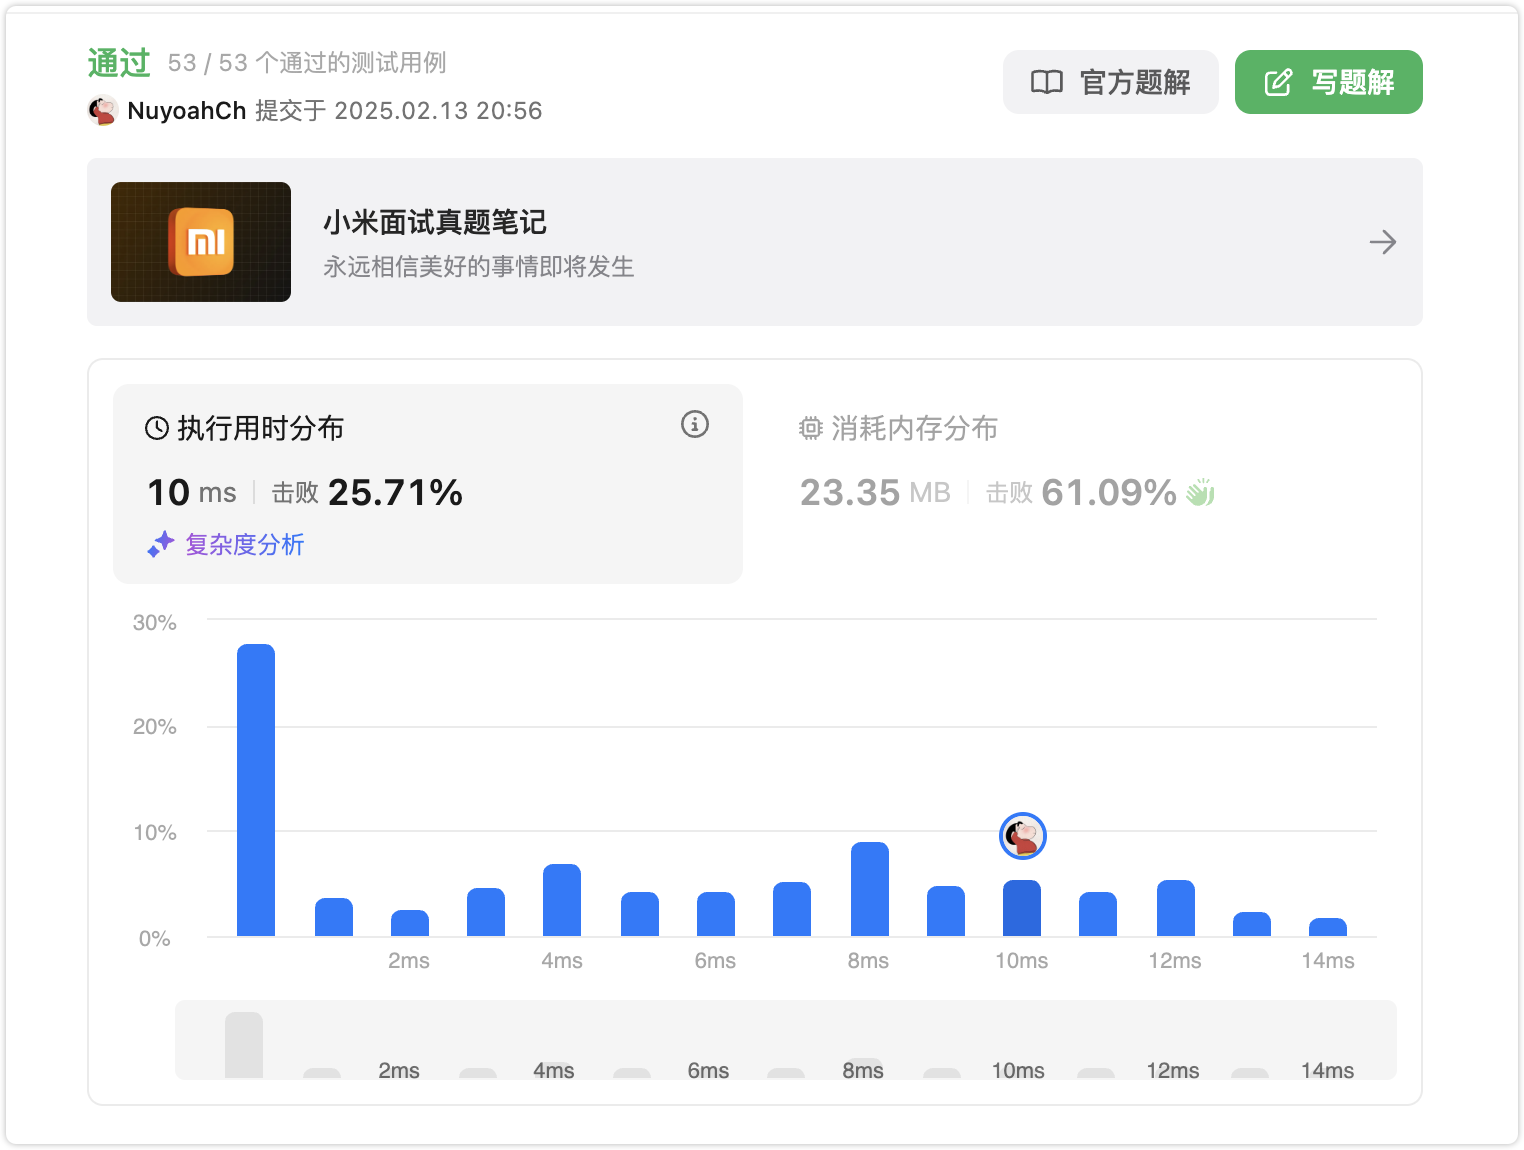 通过 53 / 53 个通过的测试用例
NuyoahCh 提交于 2025.02.13 20:56
官方题解
写题解
小米面试真题笔记
永远相信美好的事情即将发生
执行用时分布
10 ms 击败 25.71%
复杂度分析
消耗内存分布
23.35 MB 击败 61.09%
30%
20%
10%
0%
2ms 4ms 6ms 8ms 10ms 12ms 14ms
2ms 4ms 6ms 8ms 10ms 12ms 14ms